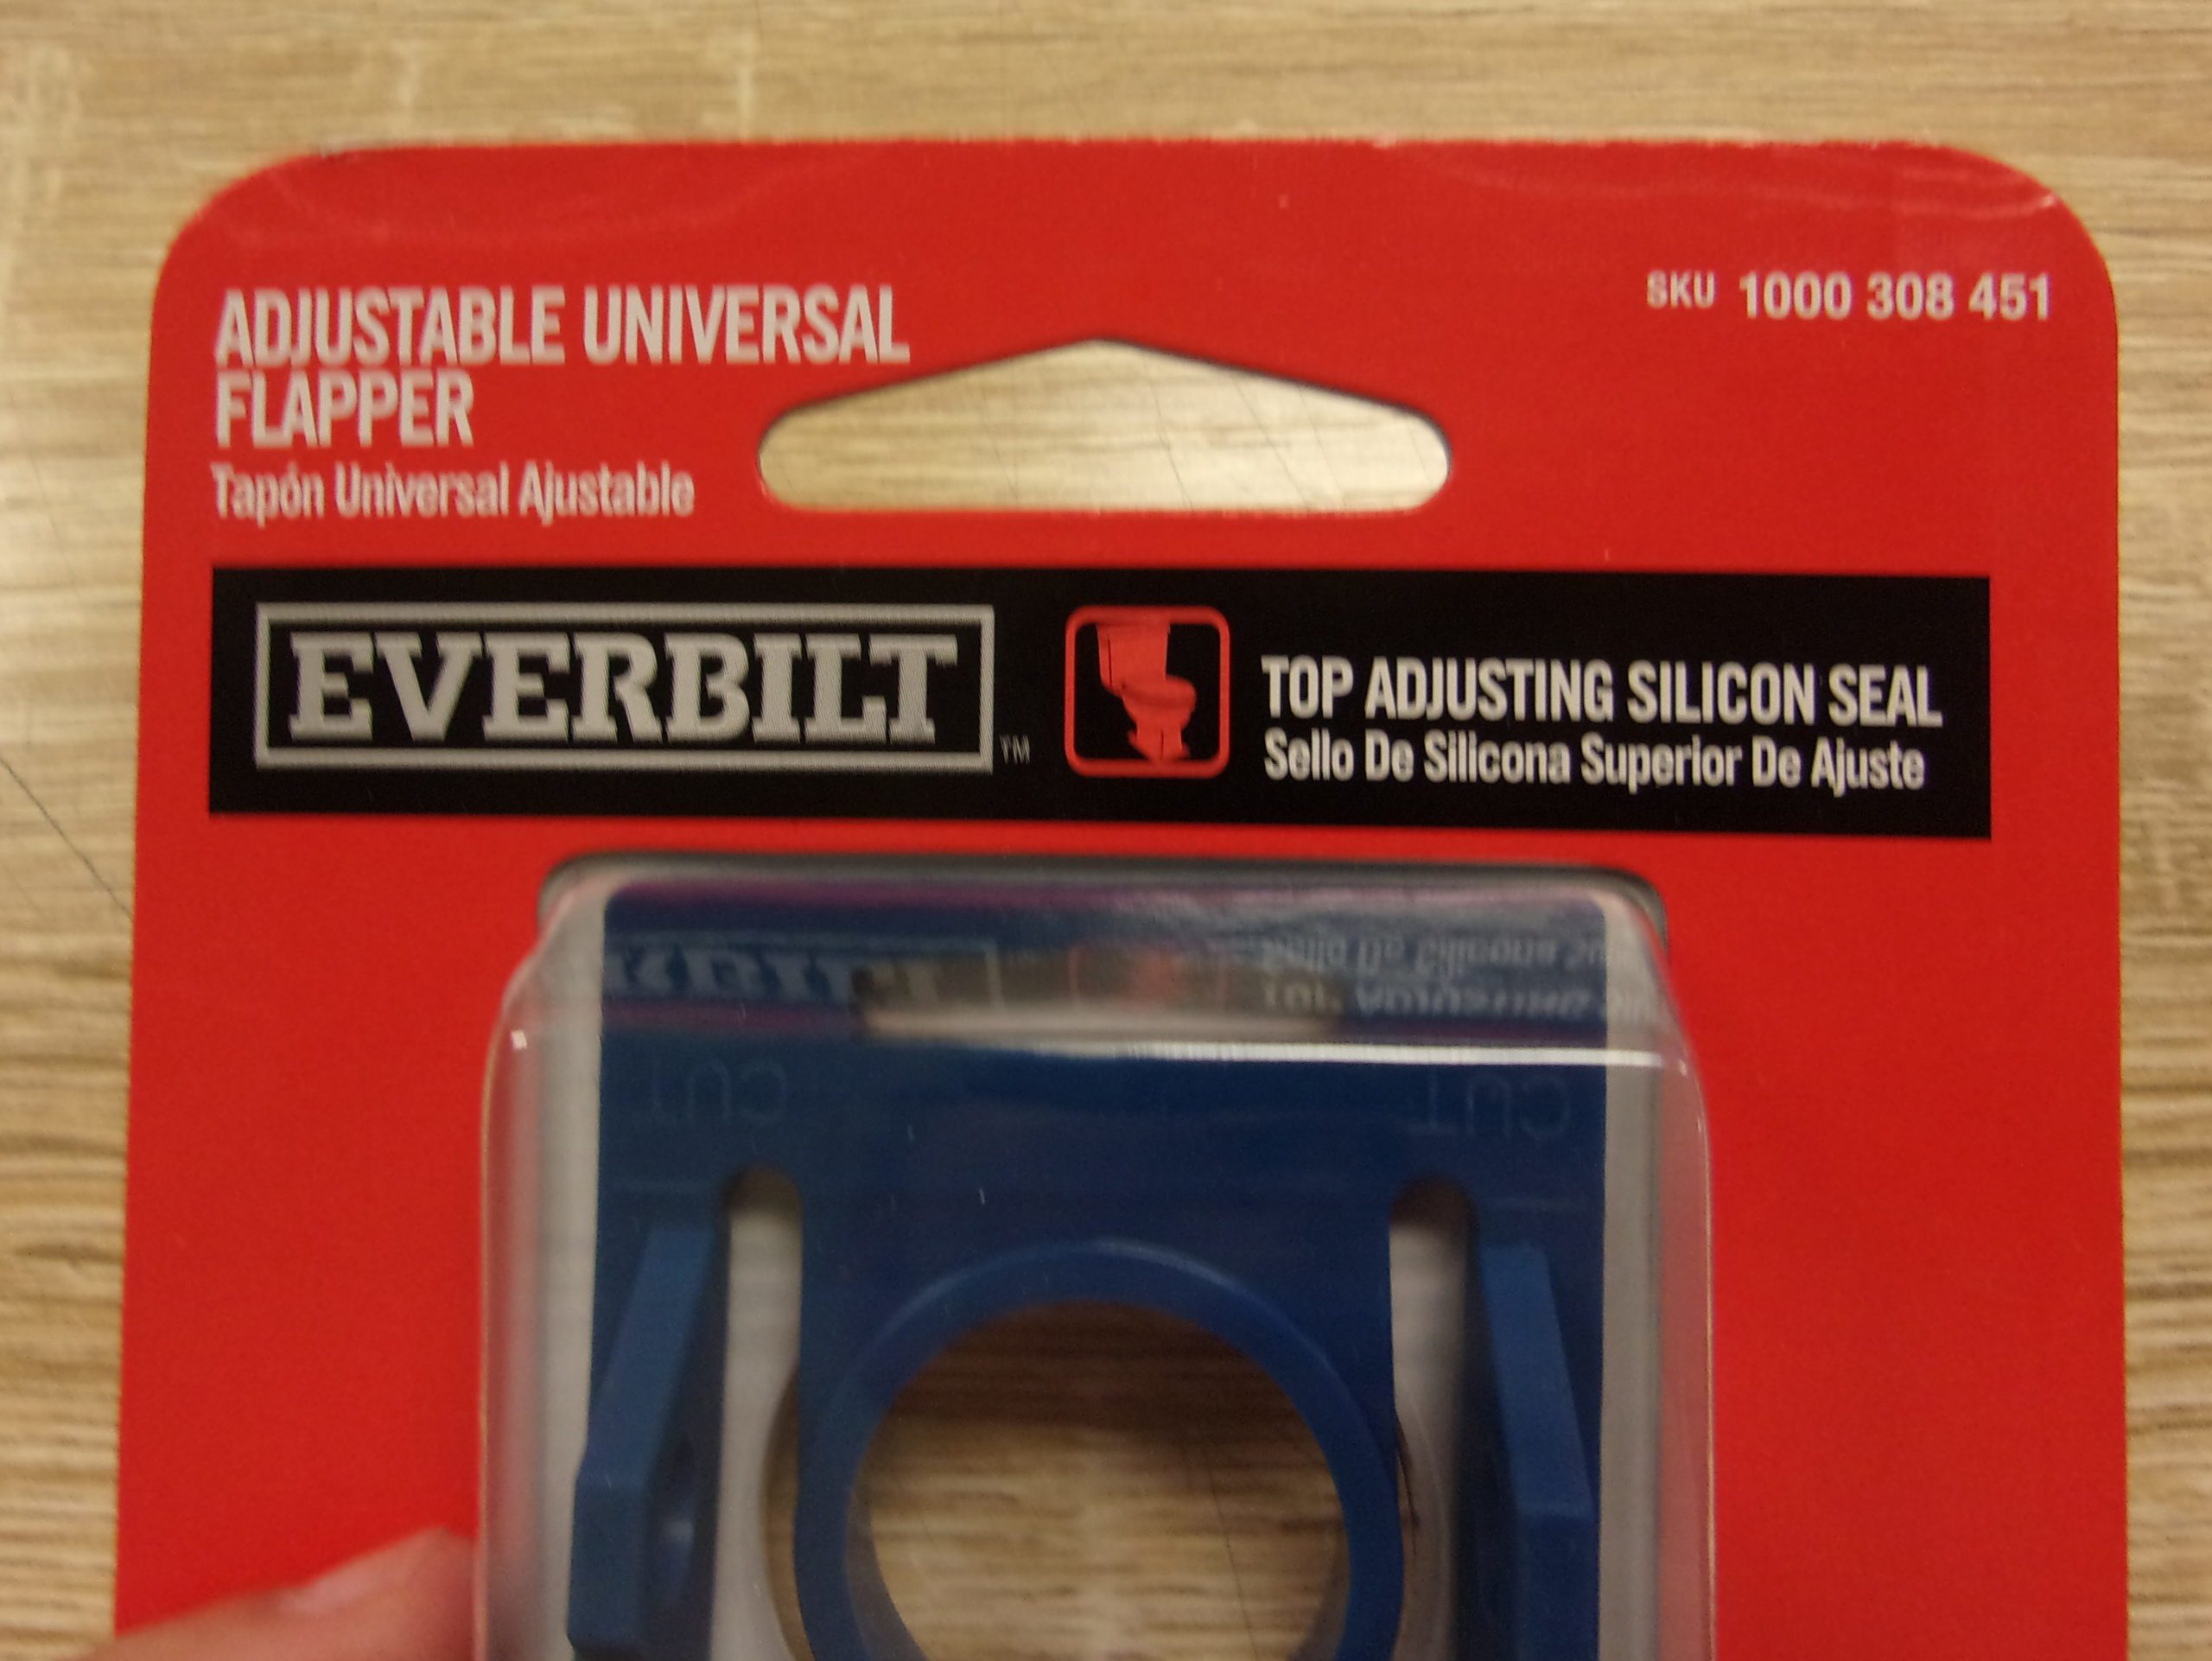 ADJUSTABLE UNIVERSAL
FLAPPER
Tapón Universal Ajustable
SKU 1000 308 451
EVERBILT™
TOP ADJUSTING SILICON SEAL
Sello De Silicona Superior De Ajuste
CUT
CUT